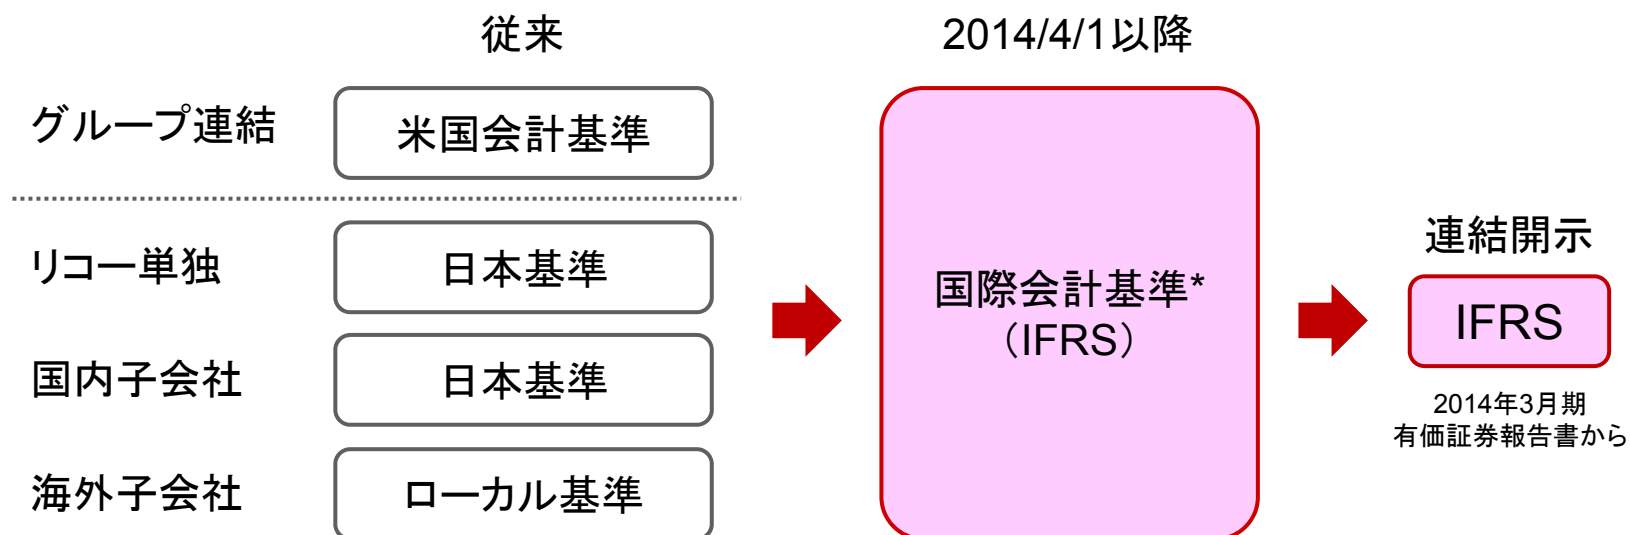 従来
2014/4/1以降
グループ連結
米国会計基準
リコー単独
日本基準
国内子会社
日本基準
海外子会社
ローカル基準
国際会計基準*
（IFRS）
連結開示
IFRS
2014年3月期
有価証券報告書から